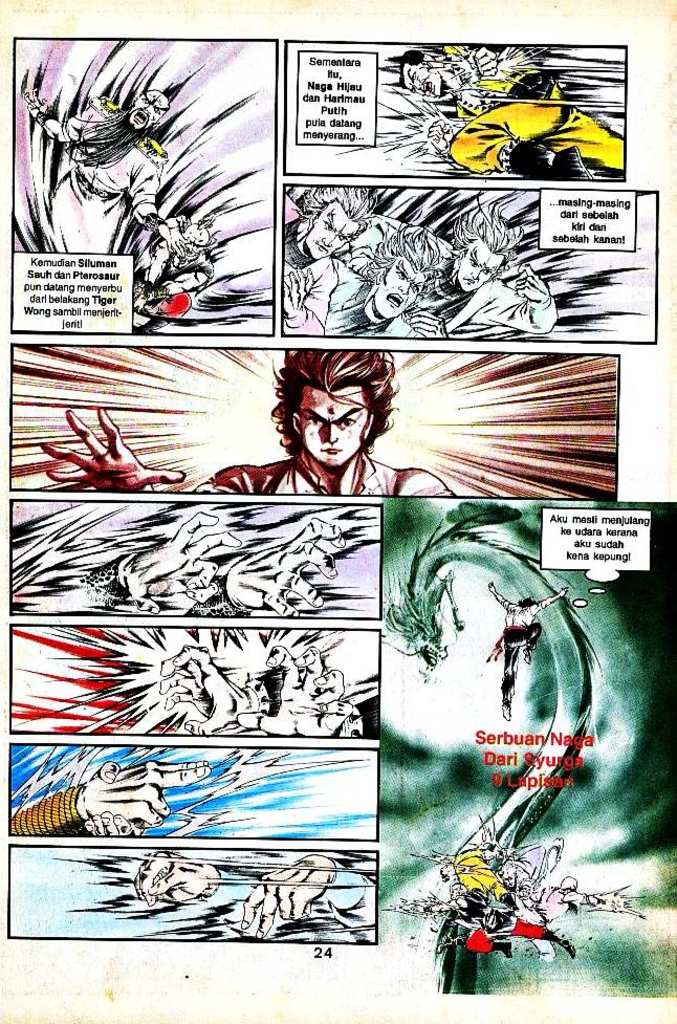 Sementara
itu,
Naga Hijau
dan Harimau
Putih
pula datang
menyerang...
...masing-masing
dari sebelah
kiri dan
sebelah kanan!
Kemudian Siluman
Sauh dan Pterosaur
pun datang menyerbu
dari belakang Tiger
Wong sambil menjerit-
jerit!
Aku mesti menjulang
ke udara kerana
aku sudah
kena kepung!
Serbuan Naga
Dari Syurga
9 Lapisan
24